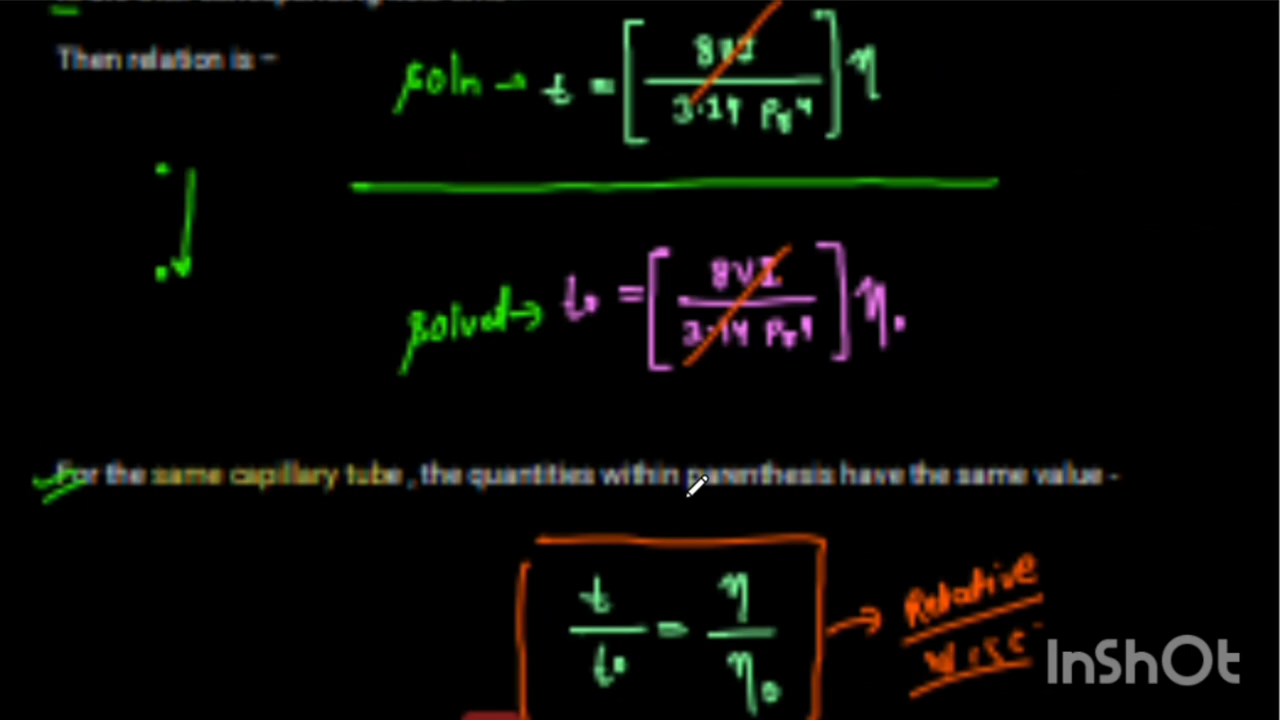 Then relation is -
soln → t = [ 8VI / 3.14 Pr⁴ ] η
solvent → t₀ = [ 8VI / 3.14 Pr⁴ ] η₀
For the same capillary tube , the quantities within parenthesis have the same value -
t / t₀ = η / η₀ → Relative
Visc
InShOt